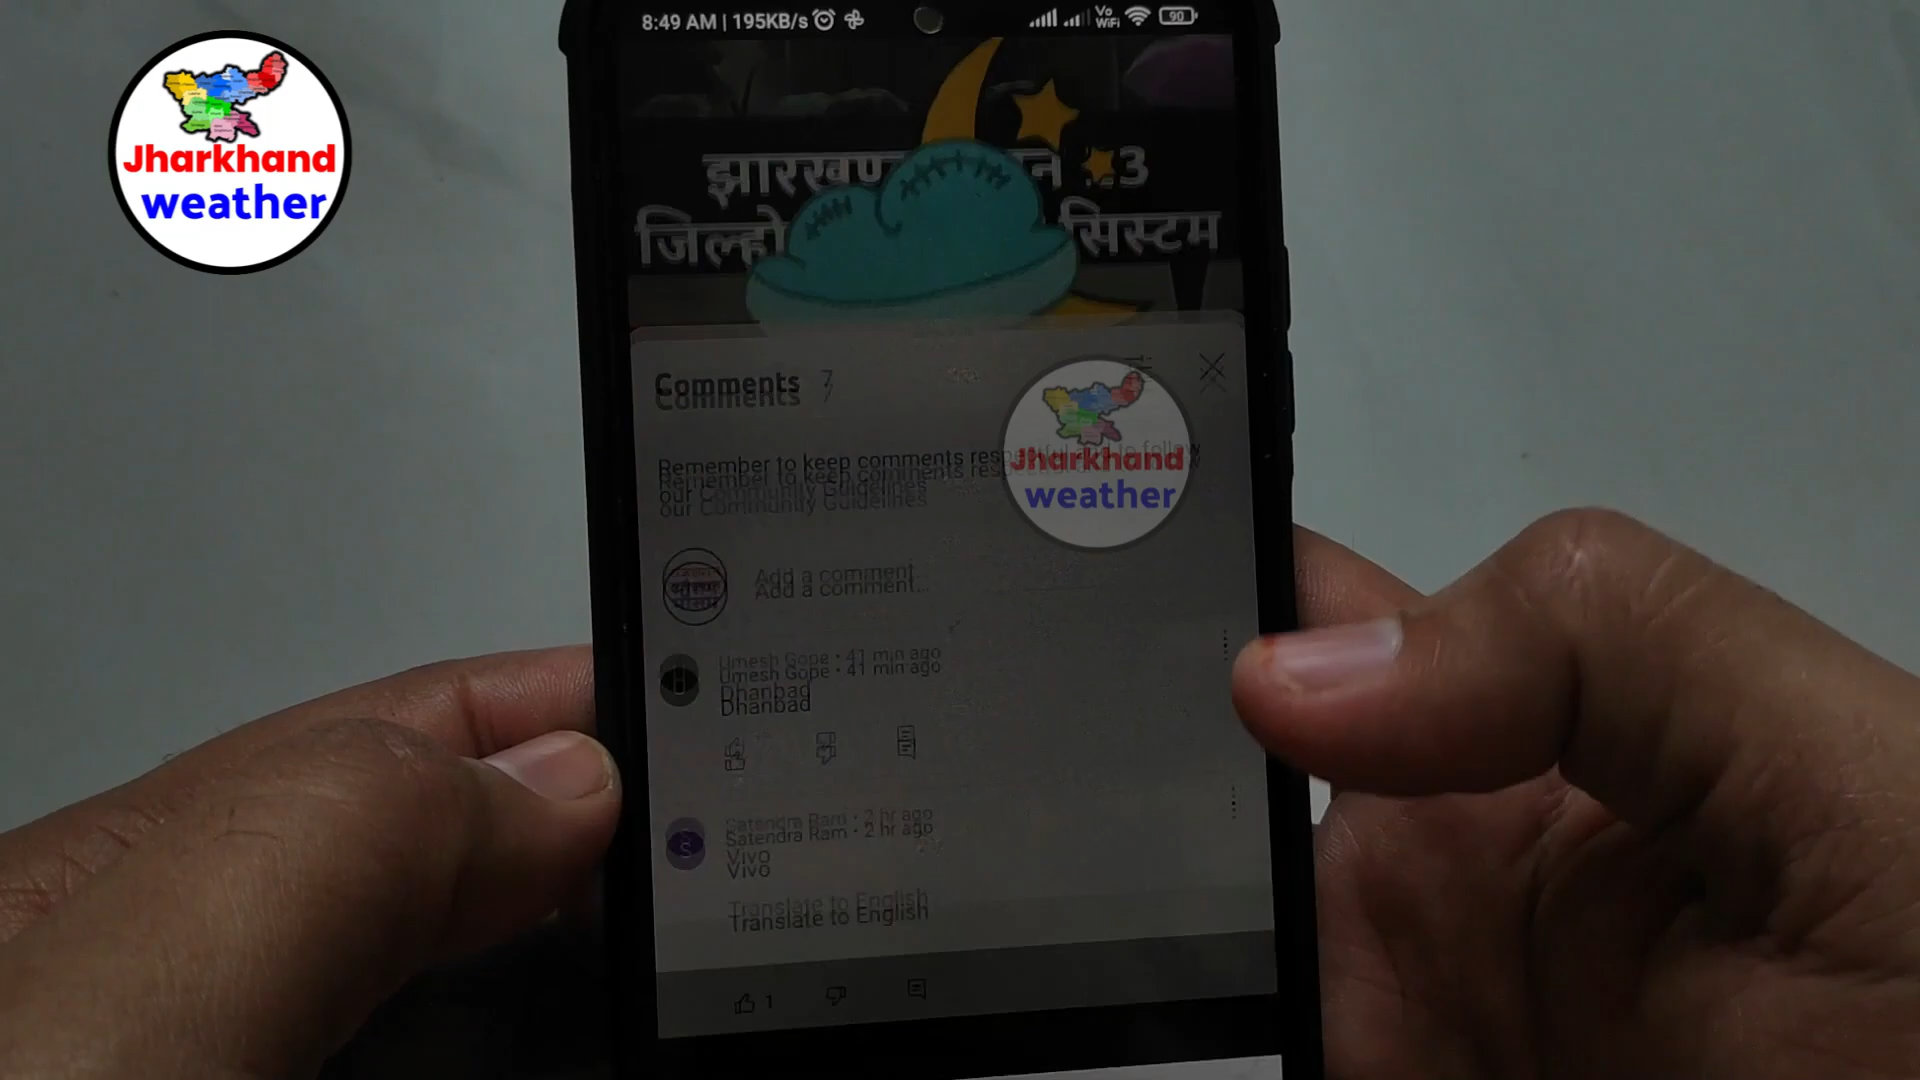 8:49 AM | 195KB/s
Vo
WiFi
90
Jharkhand
weather
3
सिस्टम
Comments 7
Remember to keep comments
our Community Guidelines
Jharkhand
weather
Add a comment...
Umesh Gope • 41 min ago
Dhanbad
S
Satendra Ram • 2 hr ago
Vivo
Translate to English
1